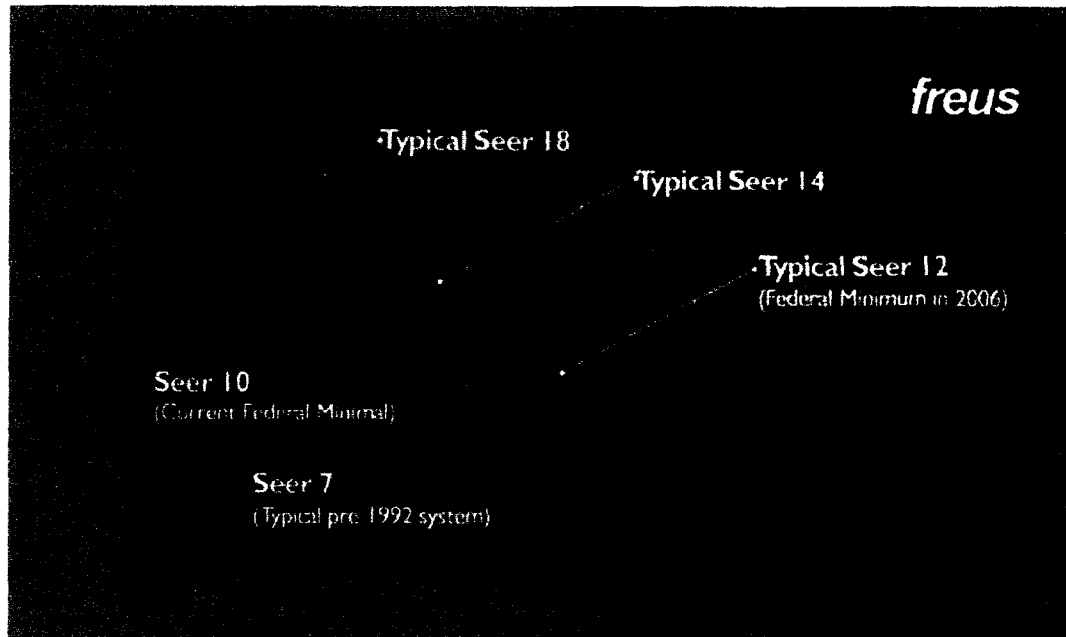 freus
Typical Seer 18
Typical Seer 14
Typical Seer 12
(Federal Minimum in 2006)
Seer 10
(Current Federal Minimal)
Seer 7
(Typical pre 1992 system)